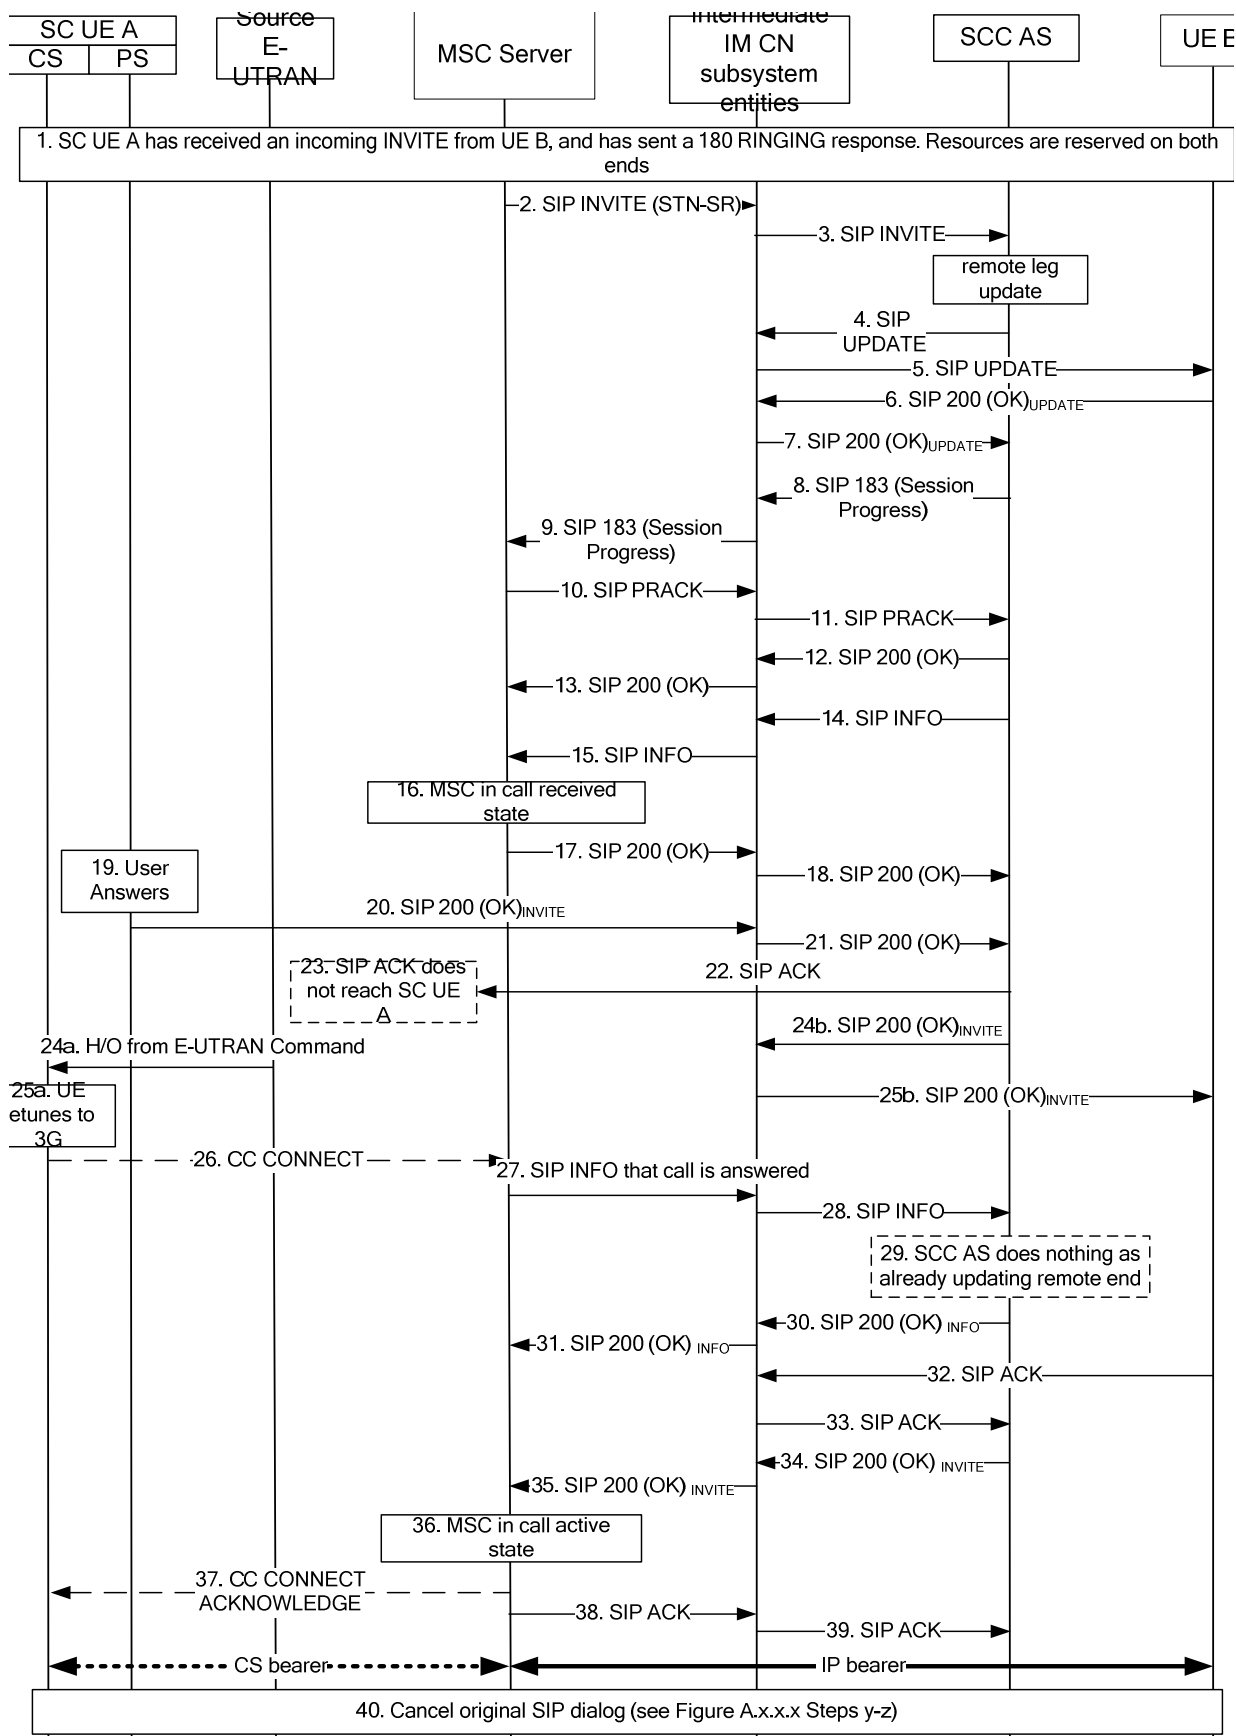 SC UE A
CS
PS
Source
E-
UTRAN
MSC Server
Intermediate
IM CN
subsystem
entities
SCC AS
UE B
1. SC UE A has received an incoming INVITE from UE B, and has sent a 180 RINGING response. Resources are reserved on both
ends
2. SIP INVITE (STN-SR)
3. SIP INVITE
remote leg
update
4. SIP
UPDATE
5. SIP UPDATE
6. SIP 200 (OK)UPDATE
7. SIP 200 (OK)UPDATE
8. SIP 183 (Session
Progress)
9. SIP 183 (Session
Progress)
10. SIP PRACK
11. SIP PRACK
12. SIP 200 (OK)
13. SIP 200 (OK)
14. SIP INFO
15. SIP INFO
16. MSC in call received
state
17. SIP 200 (OK)
18. SIP 200 (OK)
19. User
Answers
20. SIP 200 (OK)INVITE
21. SIP 200 (OK)
22. SIP ACK
23. SIP ACK does
not reach SC UE
A
24b. SIP 200 (OK)INVITE
24a. H/O from E-UTRAN Command
25a. UE
etunes to
3G
25b. SIP 200 (OK)INVITE
26. CC CONNECT
27. SIP INFO that call is answered
28. SIP INFO
29. SCC AS does nothing as
already updating remote end
30. SIP 200 (OK) INFO
31. SIP 200 (OK) INFO
32. SIP ACK
33. SIP ACK
34. SIP 200 (OK) INVITE
35. SIP 200 (OK) INVITE
36. MSC in call active
state
37. CC CONNECT
ACKNOWLEDGE
38. SIP ACK
39. SIP ACK
CS bearer
IP bearer
40. Cancel original SIP dialog (see Figure A.x.x.x Steps y-z)